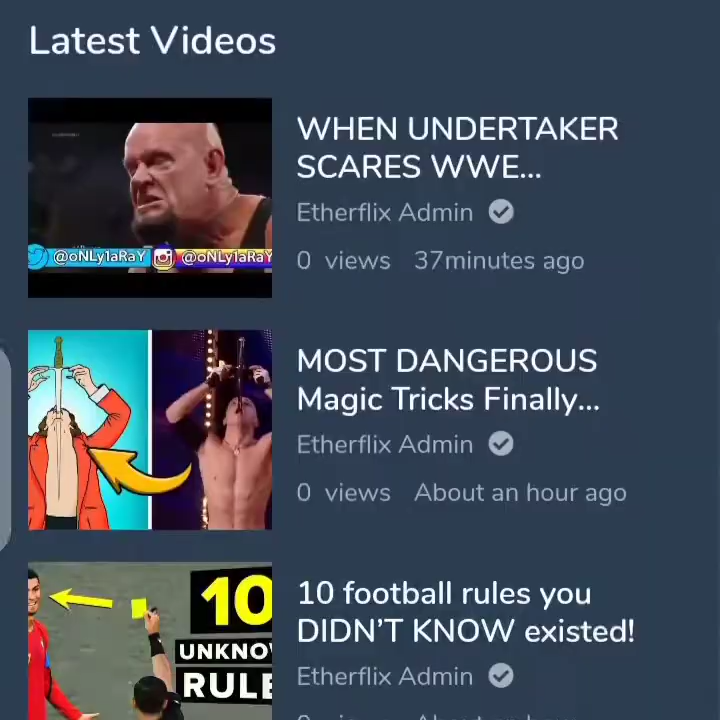 Latest Videos
WHEN UNDERTAKER
SCARES WWE...
Etherflix Admin
0 views 37minutes ago
@oNLy1aRaY @oNLy1aRaY
MOST DANGEROUS
Magic Tricks Finally...
Etherflix Admin
0 views About an hour ago
10 football rules you
DIDN'T KNOW existed!
Etherflix Admin
10
UNKNO
RULE